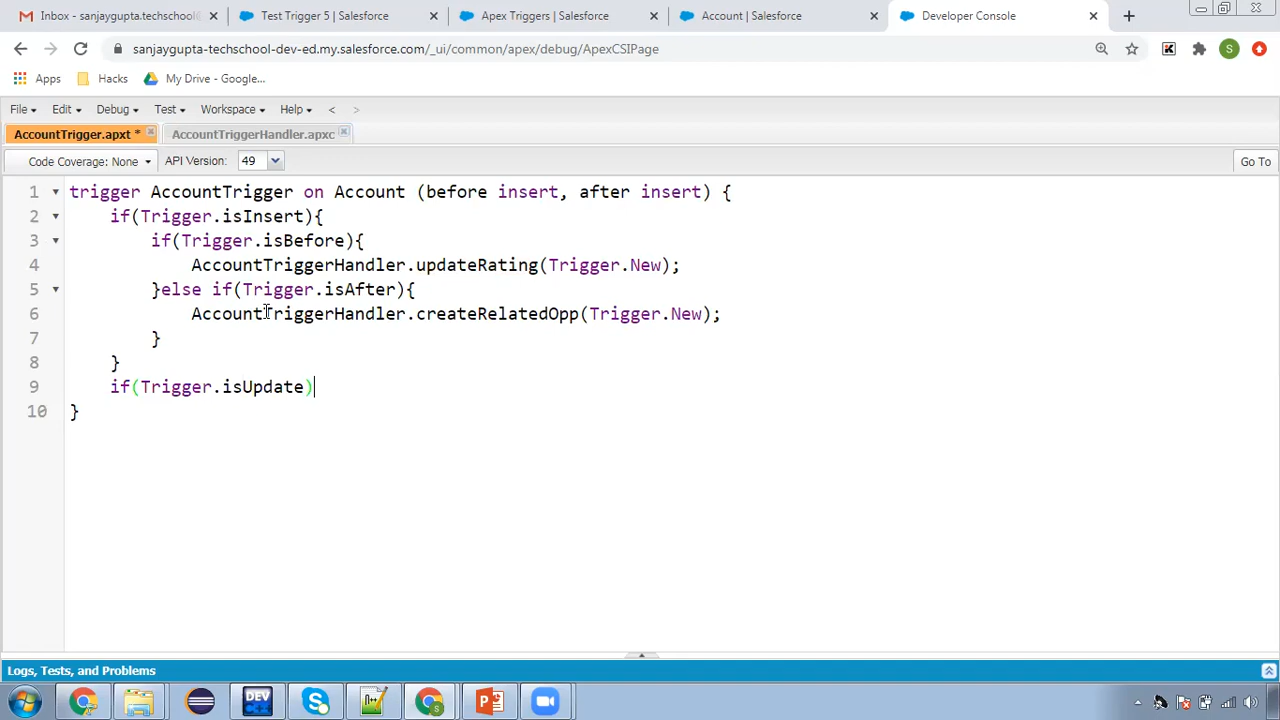 Inbox - sanjaygupta.techschool@
Test Trigger 5 | Salesforce
Apex Triggers | Salesforce
Account | Salesforce
Developer Console
sanjaygupta-techschool-dev-ed.my.salesforce.com/_ui/common/apex/debug/ApexCSIPage
K
S
Apps
Hacks
My Drive - Google...
File
Edit
Debug
Test
Workspace
Help
<
>
AccountTrigger.apxt *
AccountTriggerHandler.apxc
Code Coverage: None
API Version:
49
Go To
1 trigger AccountTrigger on Account (before insert, after insert) {
2 if(Trigger.isInsert){
3 if(Trigger.isBefore){
4 AccountTriggerHandler.updateRating(Trigger.New);
5 }else if(Trigger.isAfter){
6 AccountTriggerHandler.createRelatedOpp(Trigger.New);
7 }
8 }
9 if(Trigger.isUpdate)
10 }
Logs, Tests, and Problems
DEV